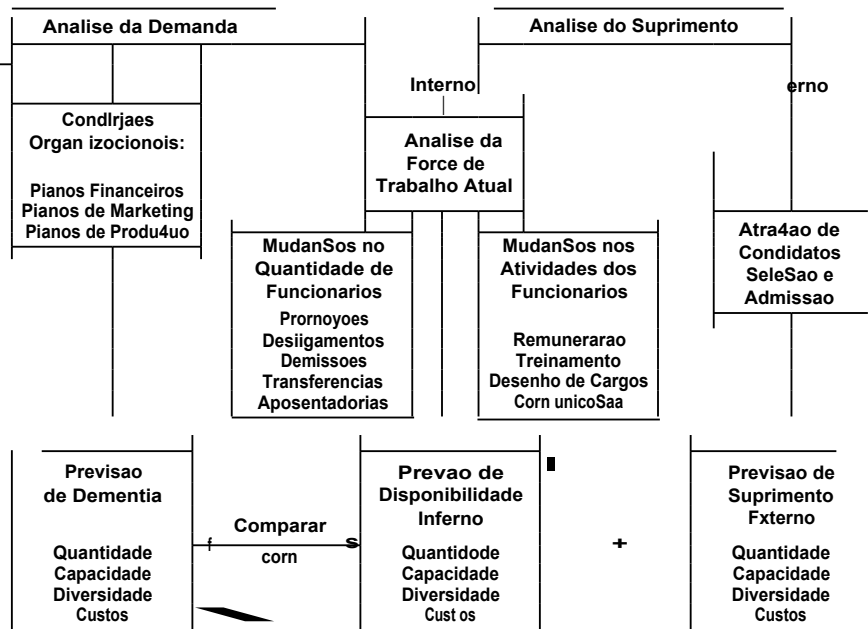 Analise da Demanda
Analise do Suprimento
Interno
erno
CondIrjaes
Organ izocionois:
Pianos Financeiros
Pianos de Marketing
Pianos de Produ4uo
Analise da
Force de
Trabalho Atual
MudanSos no
Quantidade de
Funcionarios
Prornoyoes
Desiigamentos
Demissoes
Transferencias
Aposentadorias
MudanSos nos
Atividades dos
Funcionarios
Remunerarao
Treinamento
Desenho de Cargos
Corn unicoSaa
Atra4ao de
Condidatos
SeleSao e
Admissao
Previsao
de Dementia
Quantidade
Capacidade
Diversidade
Custos
f
Comparar
S
corn
Prevao de
Disponibilidade
Inferno
Quantidode
Capacidade
Diversidade
Cust os
+
Previsao de
Suprimento
Fxterno
Quantidade
Capacidade
Diversidade
Custos